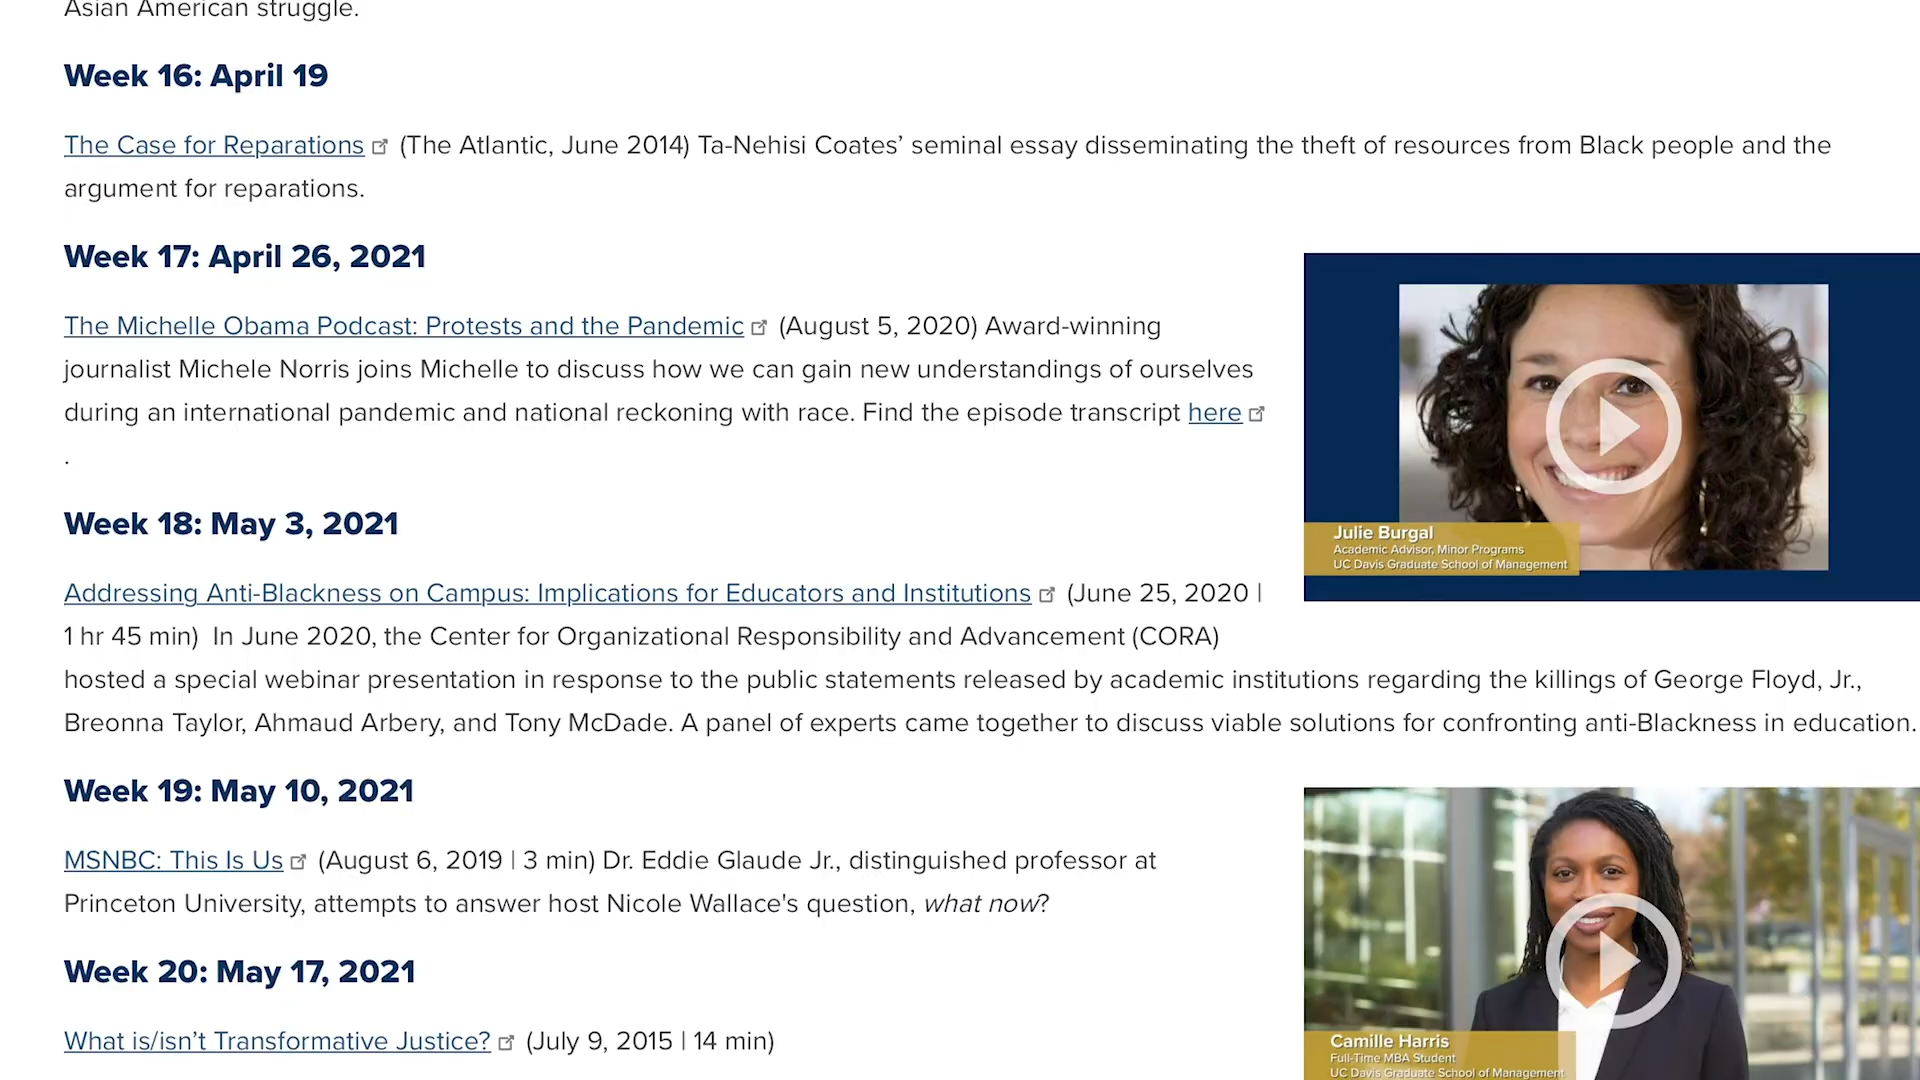 Asian American struggle.
Week 16: April 19
The Case for Reparations (The Atlantic, June 2014) Ta-Nehisi Coates’ seminal essay disseminating the theft of resources from Black people and the
argument for reparations.
Week 17: April 26, 2021
The Michelle Obama Podcast: Protests and the Pandemic (August 5, 2020) Award-winning
journalist Michele Norris joins Michelle to discuss how we can gain new understandings of ourselves
during an international pandemic and national reckoning with race. Find the episode transcript here
.
Julie Burgal
Academic Advisor, Minor Programs
UC Davis Graduate School of Management
Week 18: May 3, 2021
Addressing Anti-Blackness on Campus: Implications for Educators and Institutions (June 25, 2020 |
1 hr 45 min) In June 2020, the Center for Organizational Responsibility and Advancement (CORA)
hosted a special webinar presentation in response to the public statements released by academic institutions regarding the killings of George Floyd, Jr.,
Breonna Taylor, Ahmaud Arbery, and Tony McDade. A panel of experts came together to discuss viable solutions for confronting anti-Blackness in education.
Week 19: May 10, 2021
MSNBC: This Is Us (August 6, 2019 | 3 min) Dr. Eddie Glaude Jr., distinguished professor at
Princeton University, attempts to answer host Nicole Wallace's question, what now?
Week 20: May 17, 2021
What is/isn’t Transformative Justice? (July 9, 2015 | 14 min)
Camille Harris
Full-Time MBA Student
UC Davis Graduate School of Management